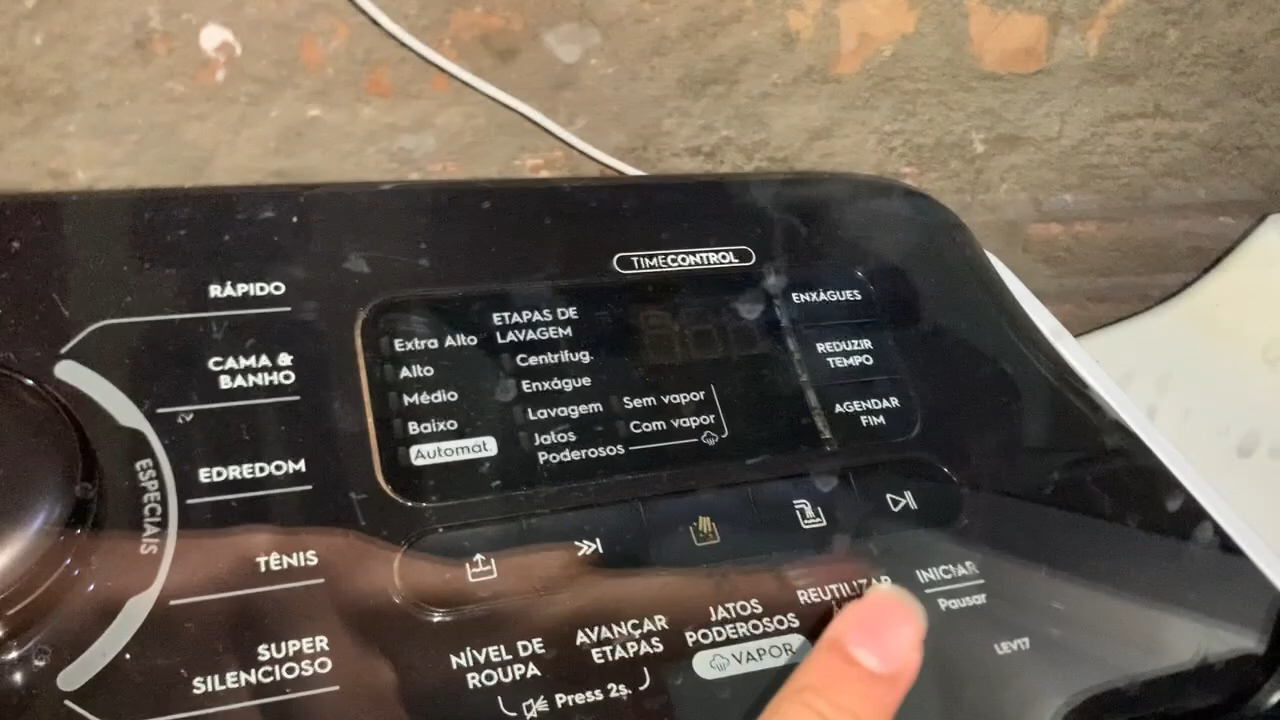 TIMECONTROL
RÁPIDO
CAMA &
BANHO
EDREDOM
TÊNIS
SUPER
SILENCIOSO
ESPECIAIS
Extra Alto
Alto
Médio
Baixo
Automát.
ETAPAS DE
LAVAGEM
Centrifug.
Enxágue
Lavagem
Jatos
Poderosos
Sem vapor
Com vapor
ENXÁGUES
REDUZIR
TEMPO
AGENDAR
FIM
NÍVEL DE
ROUPA
AVANÇAR
ETAPAS
Press 2s.
JATOS
PODEROSOS
VAPOR
REUTILIZAR
INICIAR
Pausar
LEV17